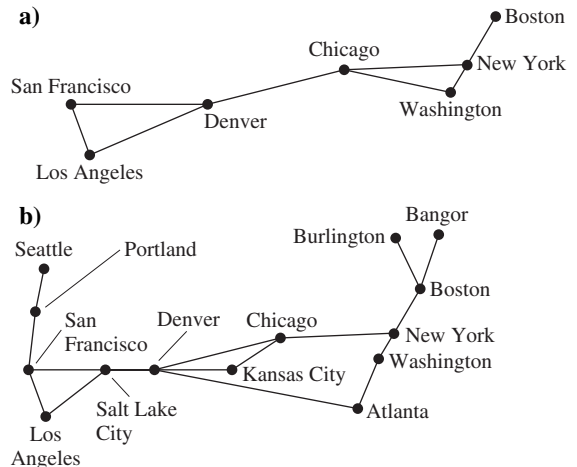 a)
Boston
Chicago
New York
San Francisco
Washington
Denver
Los Angeles
b)
Bangor
Burlington
Seattle
Portland
Boston
San
Francisco
Denver
Chicago
New York
Washington
Kansas City
Salt Lake
City
Atlanta
Los
Angeles